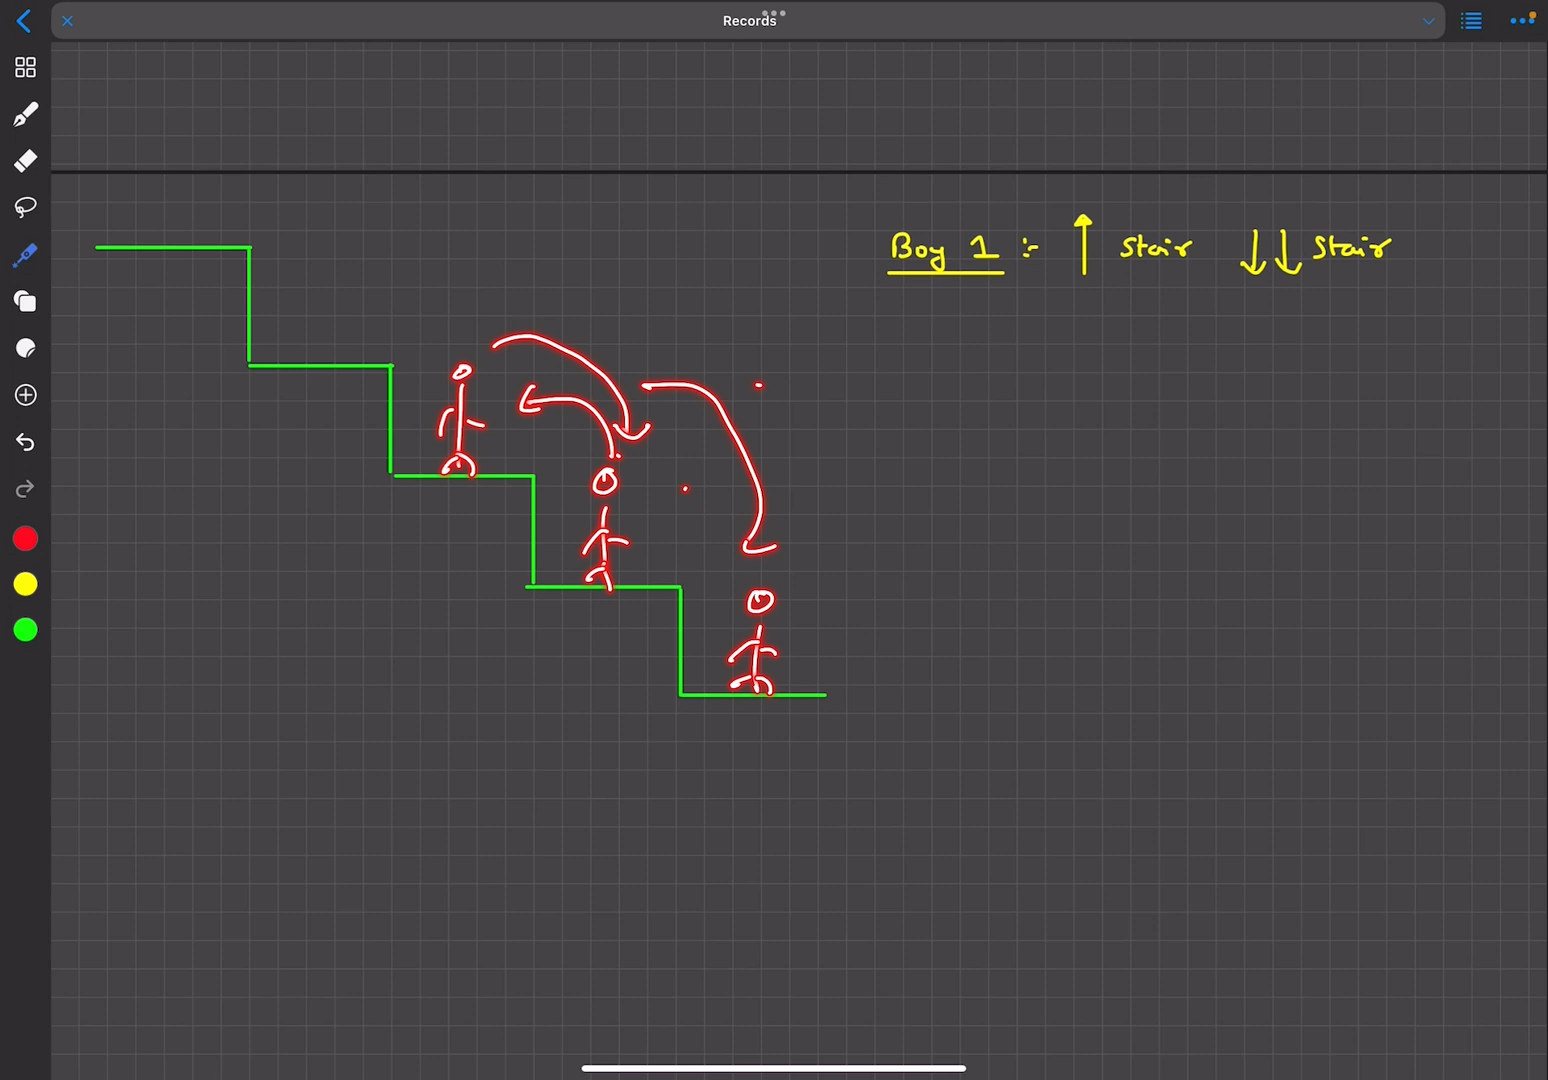 Records
Boy 1 :- ↑ Stair ↓↓ Stair